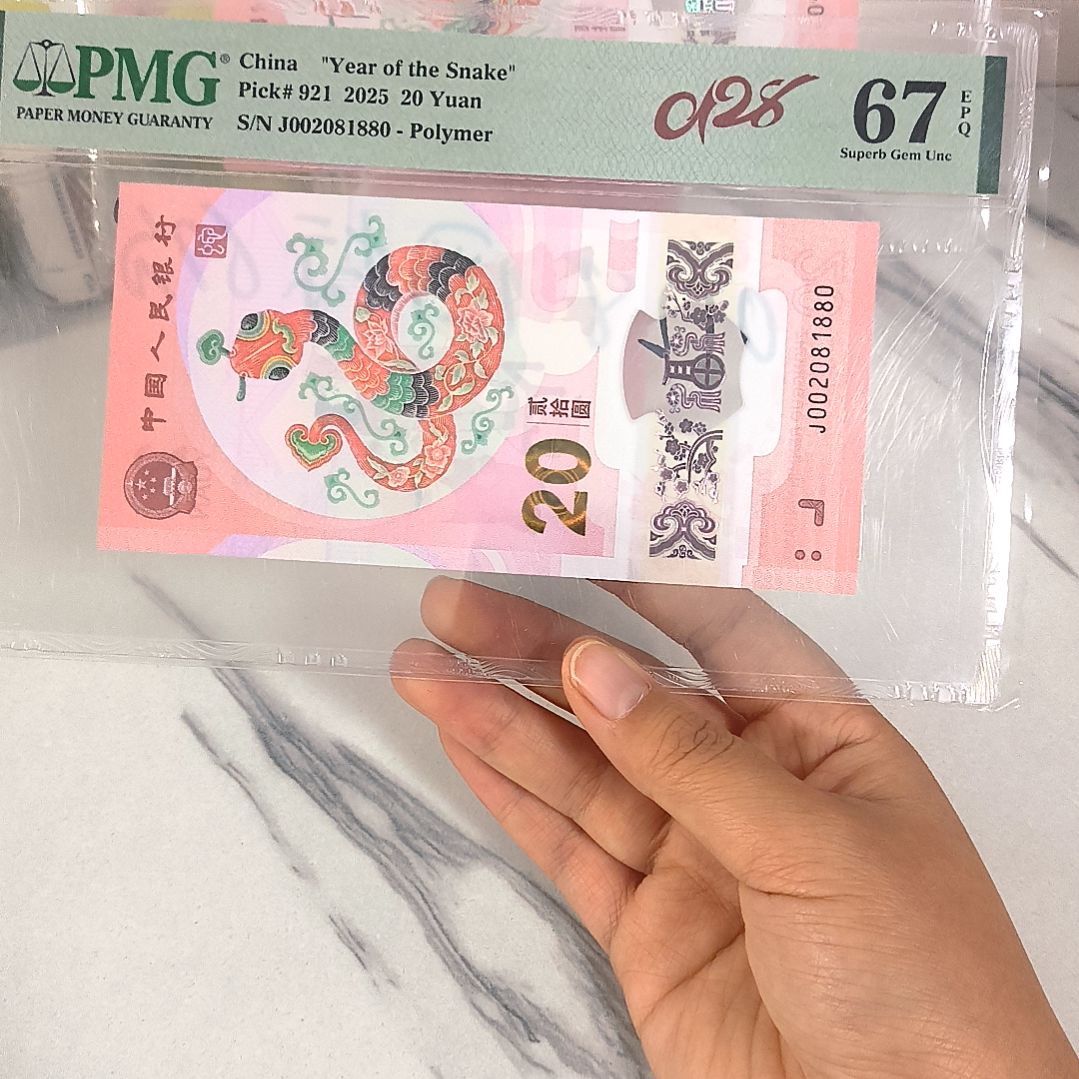 PMG®
PAPER MONEY GUARANTY
China "Year of the Snake"
Pick# 921 2025 20 Yuan
S/N J002081880 - Polymer
0128
67
EPQ
Superb Gem Unc
中国人民银行
贰拾圆
20
J002081880